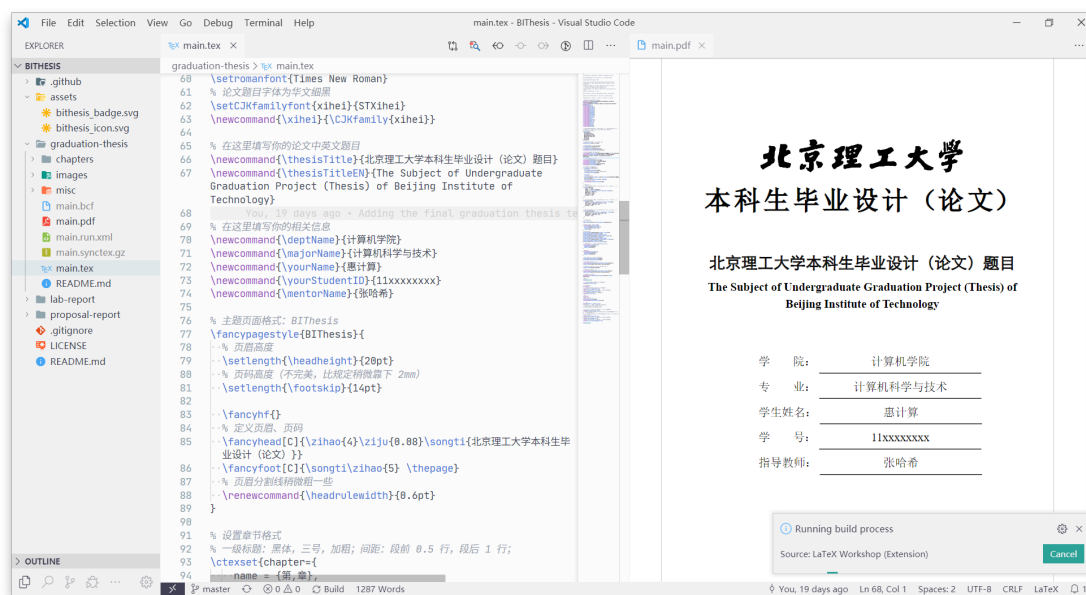 File Edit Selection View Go Debug Terminal Help
main.tex - BIThesis - Visual Studio Code
EXPLORER
BITHESIS
.github
assets
bithesis_badge.svg
bithesis_icon.svg
graduation-thesis
chapters
images
misc
main.bcf
main.pdf
main.run.xml
main.synctex.gz
TEX main.tex
README.md
lab-report
proposal-report
.gitignore
LICENSE
README.md
OUTLINE
TEX main.tex
graduation-thesis > TEX main.tex
60 \setromanfont{Times New Roman}
61 % 论文题目字体为华文细黑
62 \setCJKfamilyfont{xihei}{STXihei}
63 \newcommand{\xihei}{\CJKfamily{xihei}}
64
65 % 在这里填写你的论文中英文题目
66 \newcommand{\thesisTitle}{北京理工大学本科生毕业设计（论文）题目}
67 \newcommand{\thesisTitleEN}{The Subject of Undergraduate
Graduation Project (Thesis) of Beijing Institute of
Technology}
68 You, 19 days ago • Adding the final graduation thesis te
69 % 在这里填写你的相关信息
70 \newcommand{\deptName}{计算机学院}
71 \newcommand{\majorName}{计算机科学与技术}
72 \newcommand{\yourName}{惠计算}
73 \newcommand{\yourStudentID}{11xxxxxxxx}
74 \newcommand{\mentorName}{张哈希}
75
76 % 主题页面格式：BIThesis
77 \fancypagestyle{BIThesis}{
78 % 页眉高度
79 \setlength{\headheight}{20pt}
80 % 页码高度（不完美，比规定稍微靠下 2mm）
81 \setlength{\footskip}{14pt}
82
83 \fancyhf{}
84 % 定义页眉、页码
85 \fancyhead[C]{\zihao{4}\ziju{0.08}\songti{北京理工大学本科生毕
业设计（论文）}}
86 \fancyfoot[C]{\songti\zihao{5} \thepage}
87 % 页眉分割线稍微粗一些
88 \renewcommand{\headrulewidth}{0.6pt}
89 }
90
91 % 设置章节格式
92 % 一级标题：黑体，三号，加粗；间距：段前 0.5 行，段后 1 行；
93 \ctexset{chapter={
94 name = {第,章},
main.pdf
北京理工大學
本科生毕业设计（论文）
北京理工大学本科生毕业设计（论文）题目
The Subject of Undergraduate Graduation Project (Thesis) of
Beijing Institute of Technology
学 院： 计算机学院
专 业： 计算机科学与技术
学生姓名： 惠计算
学 号： 11xxxxxxxx
指导教师： 张哈希
Running build process
Source: LaTeX Workshop (Extension)
Cancel
master 0 0 Build 1287 Words
You, 19 days ago Ln 68, Col 1 Spaces: 2 UTF-8 CRLF LaTeX 1